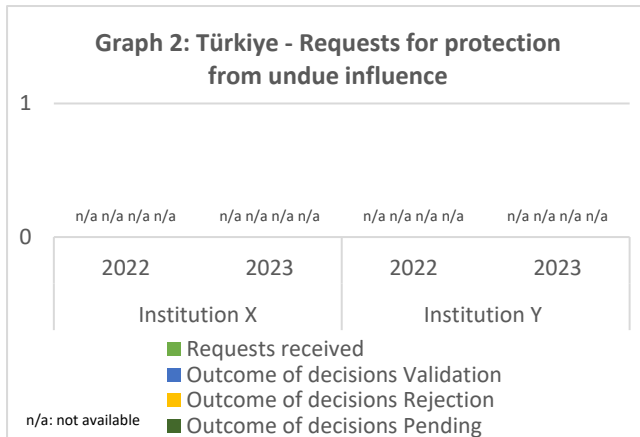 Graph 2: Türkiye - Requests for protection
from undue influence
1
n/a n/a n/a n/a n/a n/a n/a n/a n/a n/a n/a n/a n/a n/a n/a n/a
0
2022 2023 2022 2023
Institution X Institution Y
Requests received
Outcome of decisions Validation
Outcome of decisions Rejection
Outcome of decisions Pending
n/a: not available